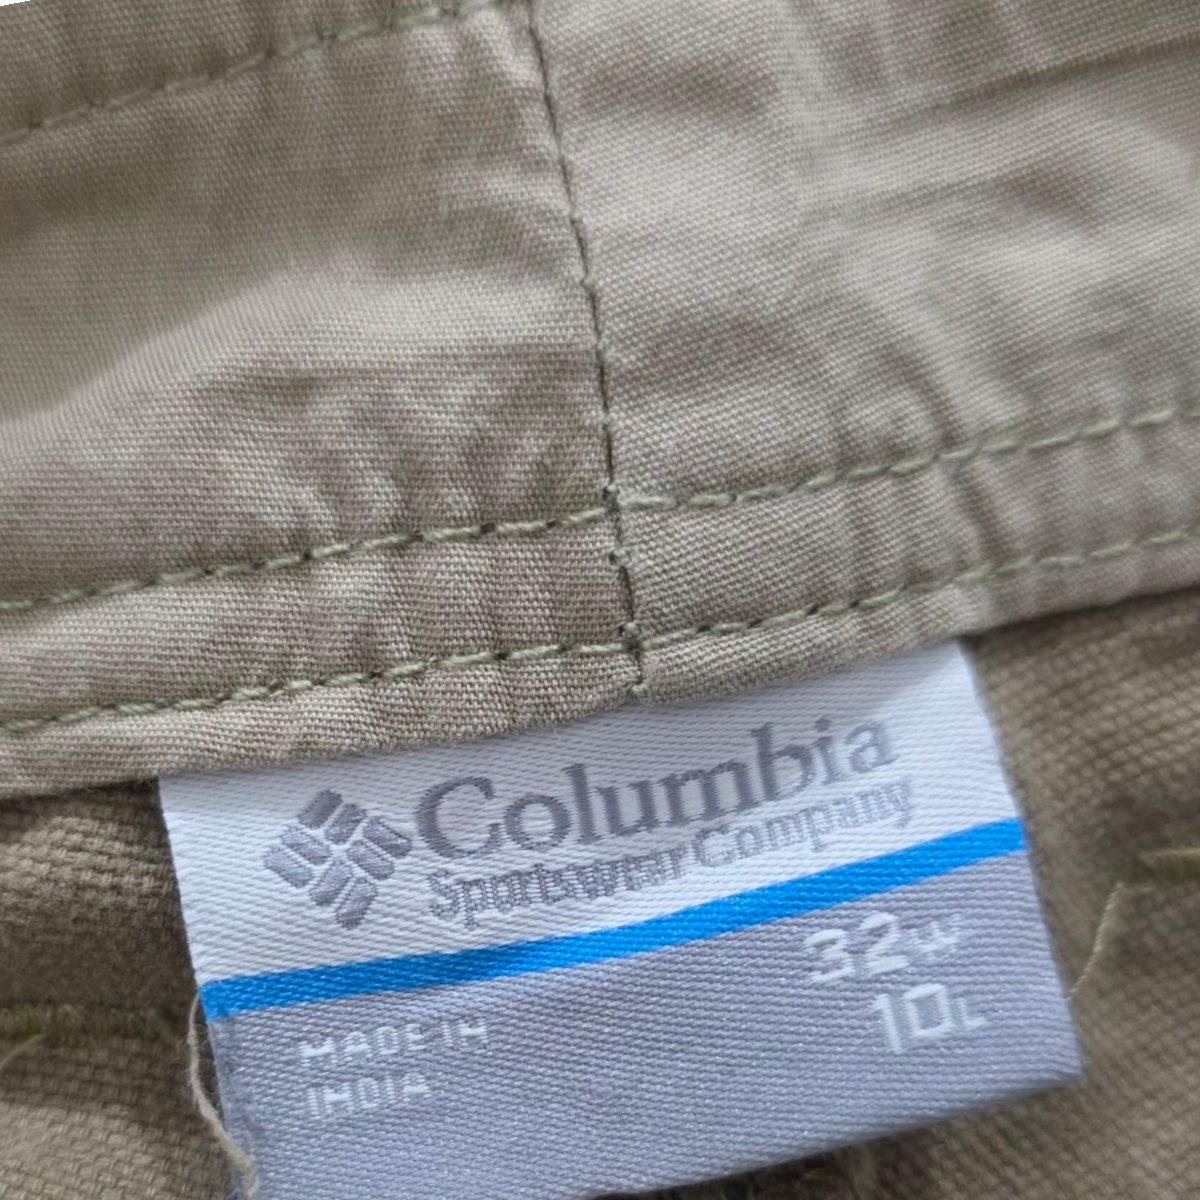 Columbia
Sportswear Company
32W
10L
MADE IN
INDIA